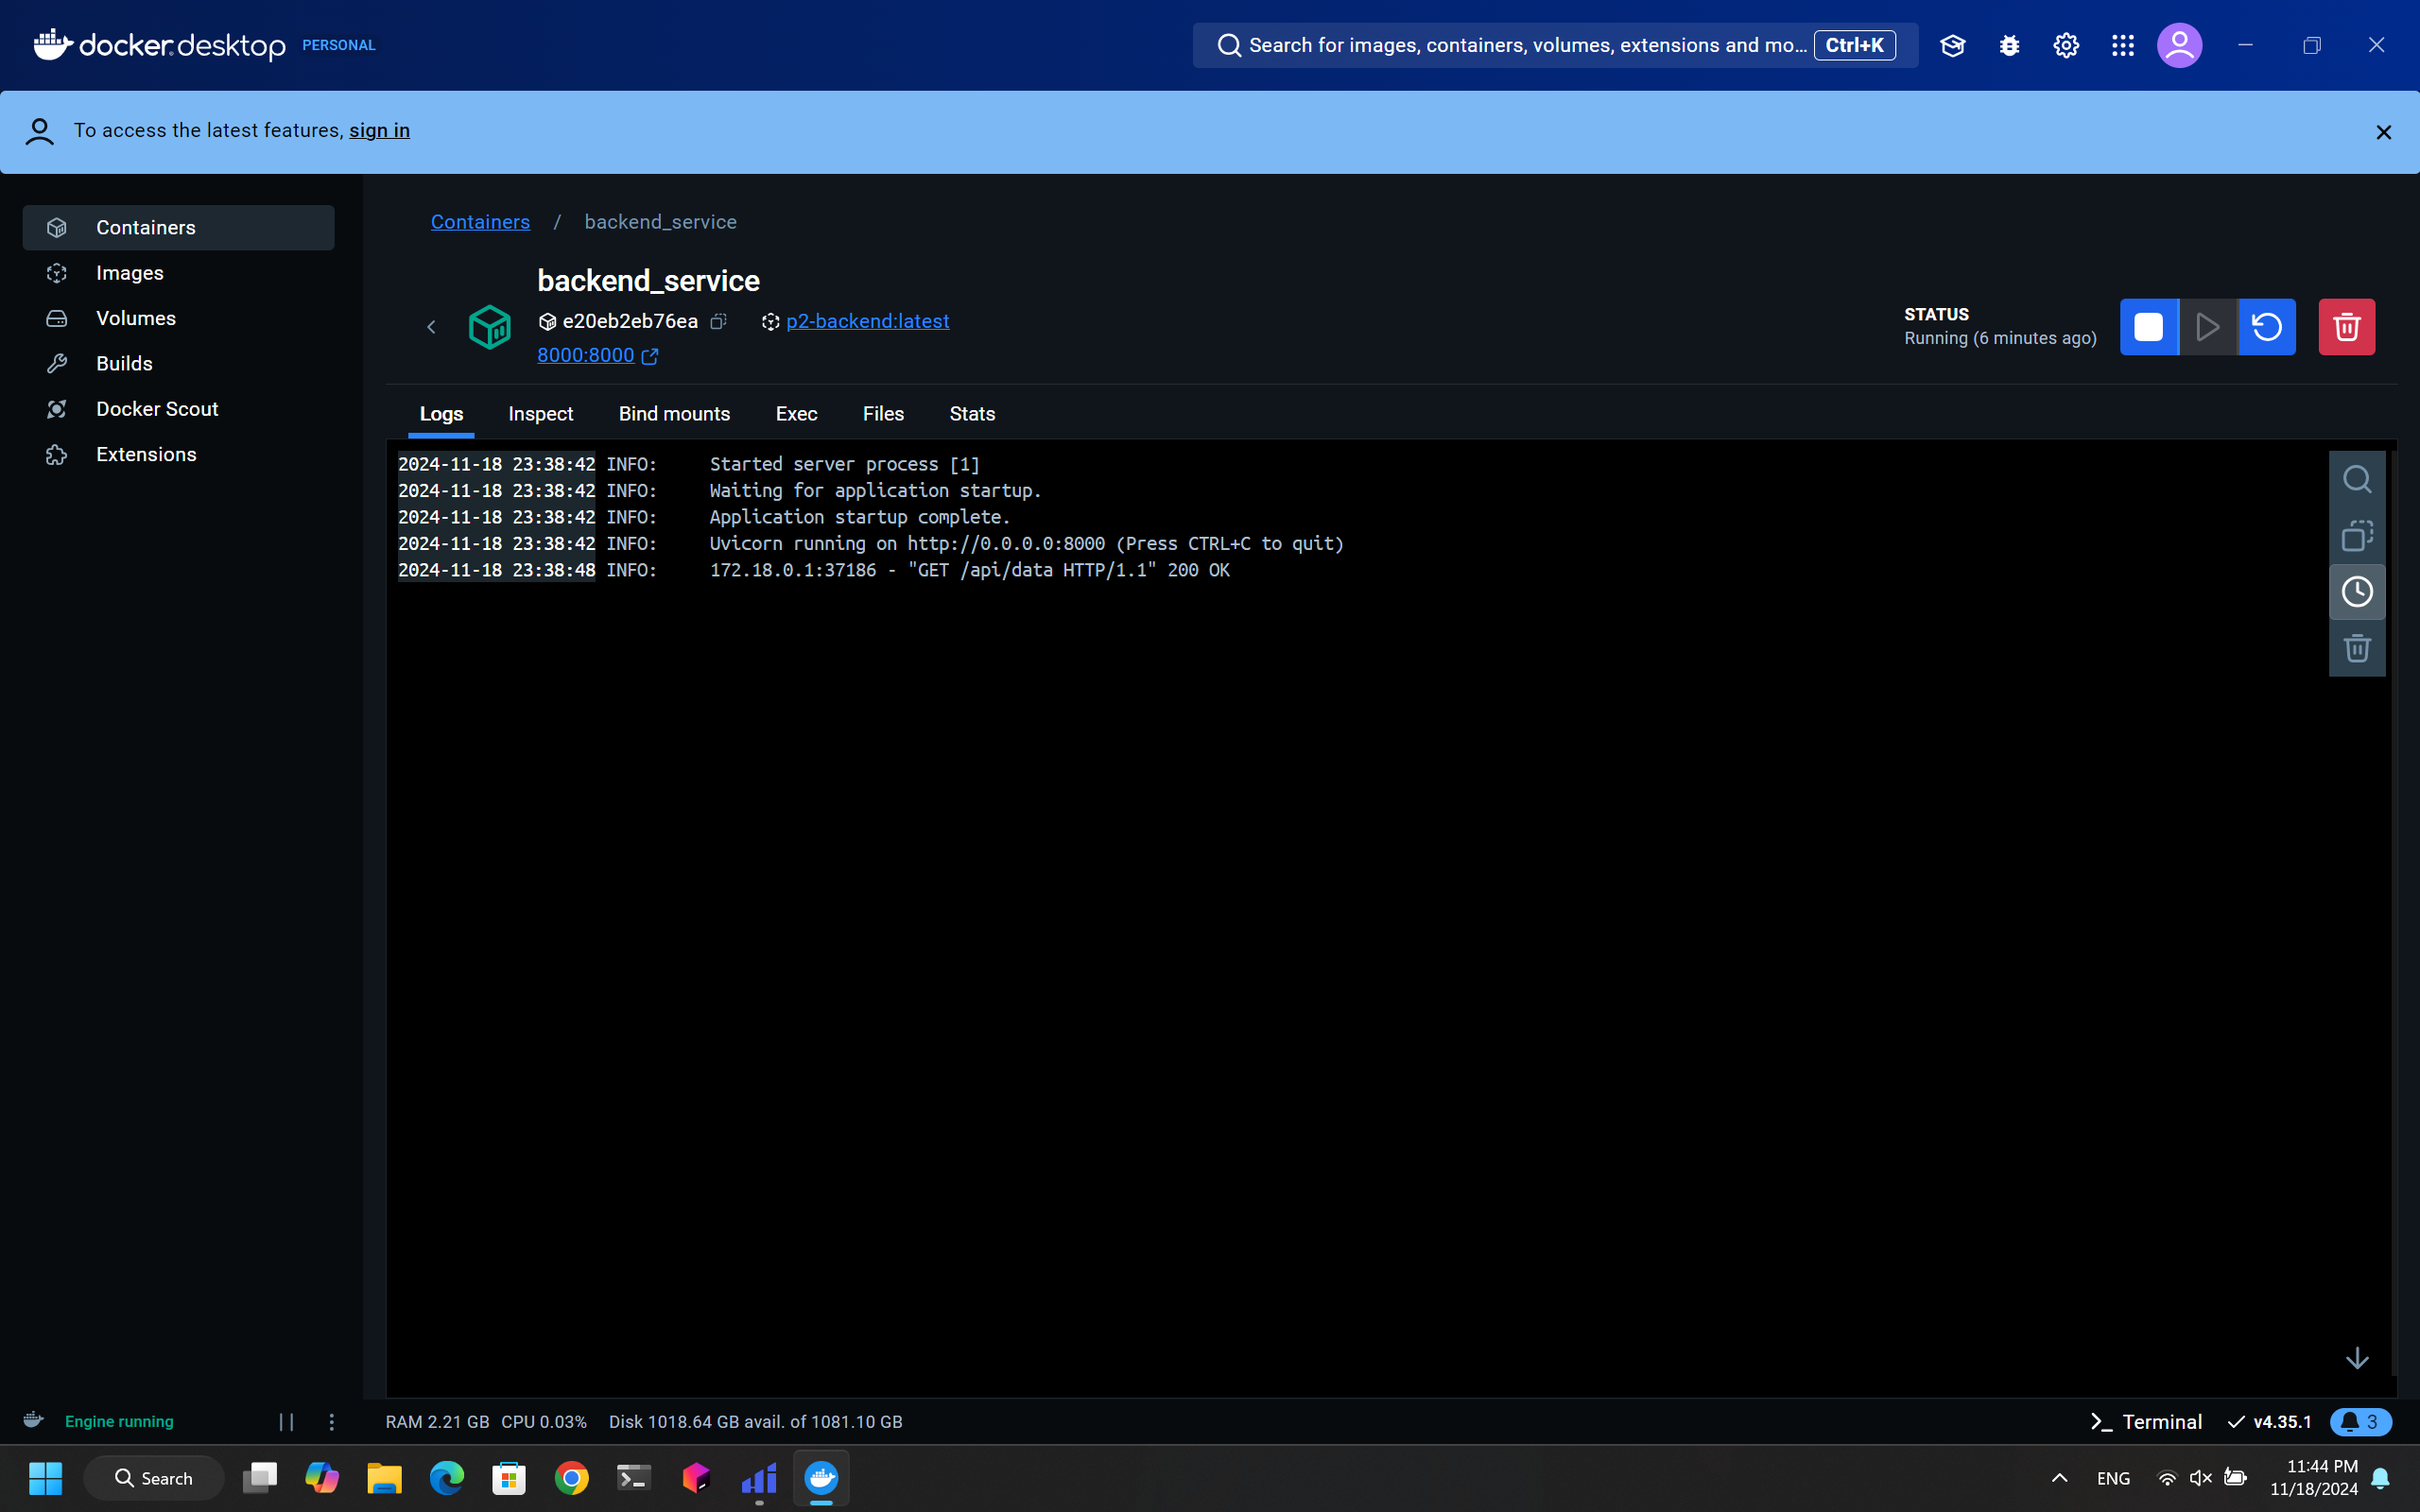 docker.desktop PERSONAL
Search for images, containers, volumes, extensions and mo... Ctrl+K
To access the latest features, sign in
Containers
Images
Volumes
Builds
Docker Scout
Extensions
Containers / backend_service
backend_service
e20eb2eb76ea p2-backend:latest
8000:8000
STATUS
Running (6 minutes ago)
Logs Inspect Bind mounts Exec Files Stats
2024-11-18 23:38:42 INFO: Started server process [1]
2024-11-18 23:38:42 INFO: Waiting for application startup.
2024-11-18 23:38:42 INFO: Application startup complete.
2024-11-18 23:38:42 INFO: Uvicorn running on http://0.0.0.0:8000 (Press CTRL+C to quit)
2024-11-18 23:38:48 INFO: 172.18.0.1:37186 - "GET /api/data HTTP/1.1" 200 OK
Engine running
RAM 2.21 GB CPU 0.03% Disk 1018.64 GB avail. of 1081.10 GB
Terminal v4.35.1 3
Search
ENG
11:44 PM
11/18/2024